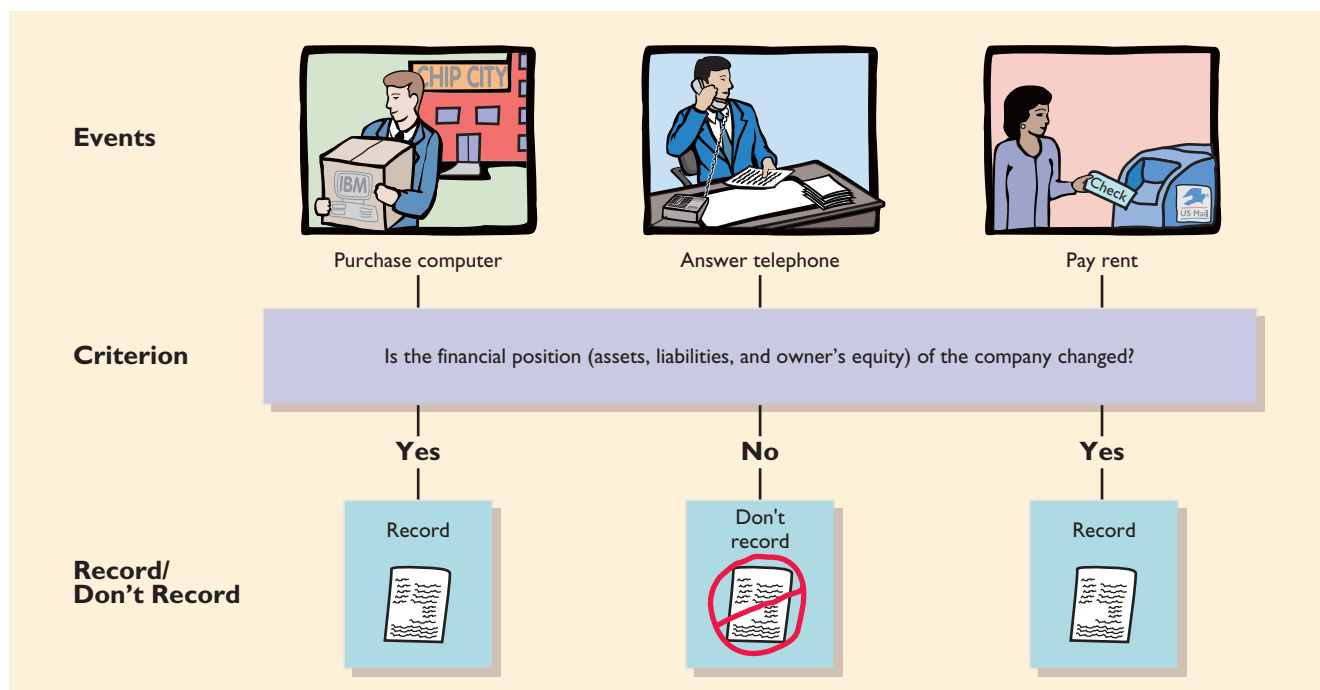 CHIP CITY
IBM
Check
US Mail
Events
Purchase computer
Answer telephone
Pay rent
Criterion
Is the financial position (assets, liabilities, and owner's equity) of the company changed?
Yes
No
Yes
Record/
Don't Record
Record
Don't
record
Record